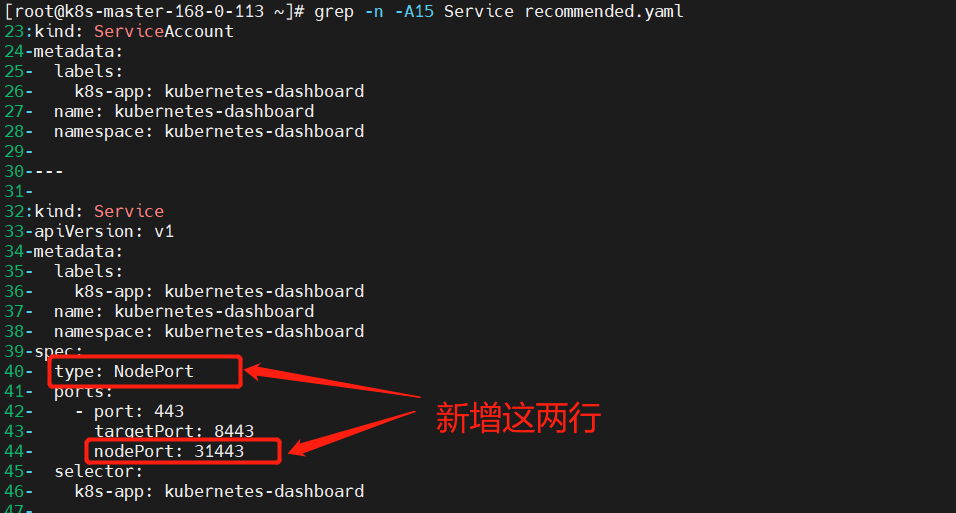 [root@k8s-master-168-0-113 ~]# grep -n -A15 Service recommended.yaml
23:kind: ServiceAccount
24-metadata:
25-  labels:
26-    k8s-app: kubernetes-dashboard
27-  name: kubernetes-dashboard
28-  namespace: kubernetes-dashboard
29-
30----
31-
32:kind: Service
33-apiVersion: v1
34-metadata:
35-  labels:
36-    k8s-app: kubernetes-dashboard
37-  name: kubernetes-dashboard
38-  namespace: kubernetes-dashboard
39-spec:
40-  type: NodePort
41-  ports:
42-    - port: 443
43-      targetPort: 8443
44-      nodePort: 31443
新增这两行
45-  selector:
46-    k8s-app: kubernetes-dashboard
47-